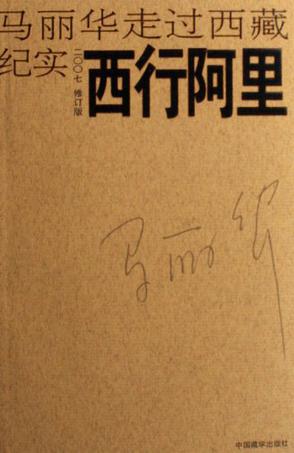 马丽华走过西藏
纪实
二〇〇七 修订版
西行阿里
马丽华
中国藏学出版社